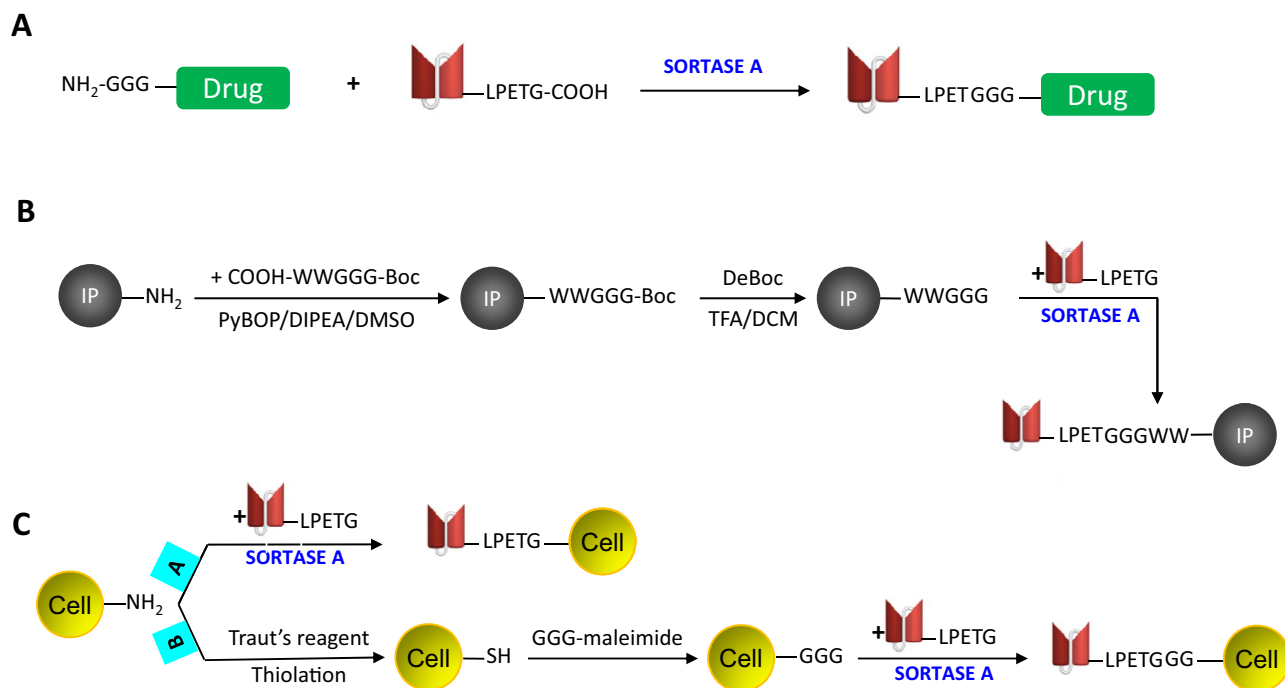 A
NH2-GGG Drug + LPETG-COOH SORTASE A LPETGGG Drug
B
IP NH2 + COOH-WWGGG-Boc PyBOP/DIPEA/DMSO IP WWGGG-Boc DeBoc TFA/DCM IP WWGGG + LPETG SORTASE A
LPETGGGWW IP
C
Cell NH2
A + LPETG SORTASE A LPETG Cell
B Traut's reagent Thiolation Cell SH GGG-maleimide Cell GGG + LPETG SORTASE A LPETGGG Cell